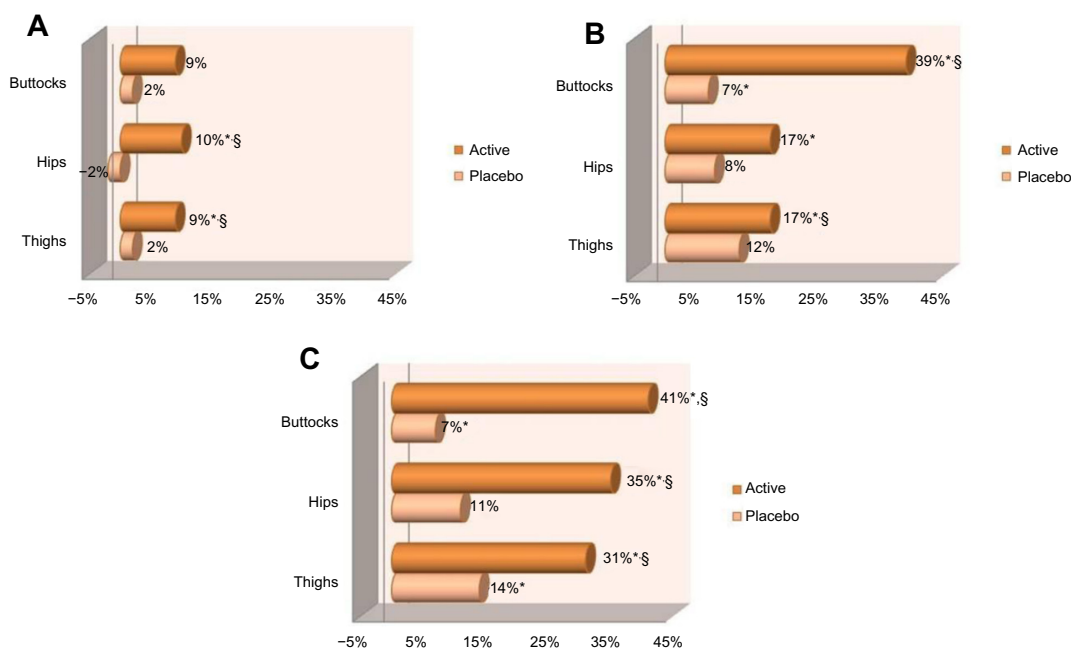 A
Buttocks
9%
2%
Hips
10%*,§
−2%
Thighs
9%*,§
2%
Active
Placebo
−5% 5% 15% 25% 35% 45%
B
Buttocks
39%*,§
7%*
Hips
17%*
8%
Thighs
17%*,§
12%
Active
Placebo
−5% 5% 15% 25% 35% 45%
C
Buttocks
41%*,§
7%*
Hips
35%*,§
11%
Thighs
31%*,§
14%*
Active
Placebo
−5% 5% 15% 25% 35% 45%